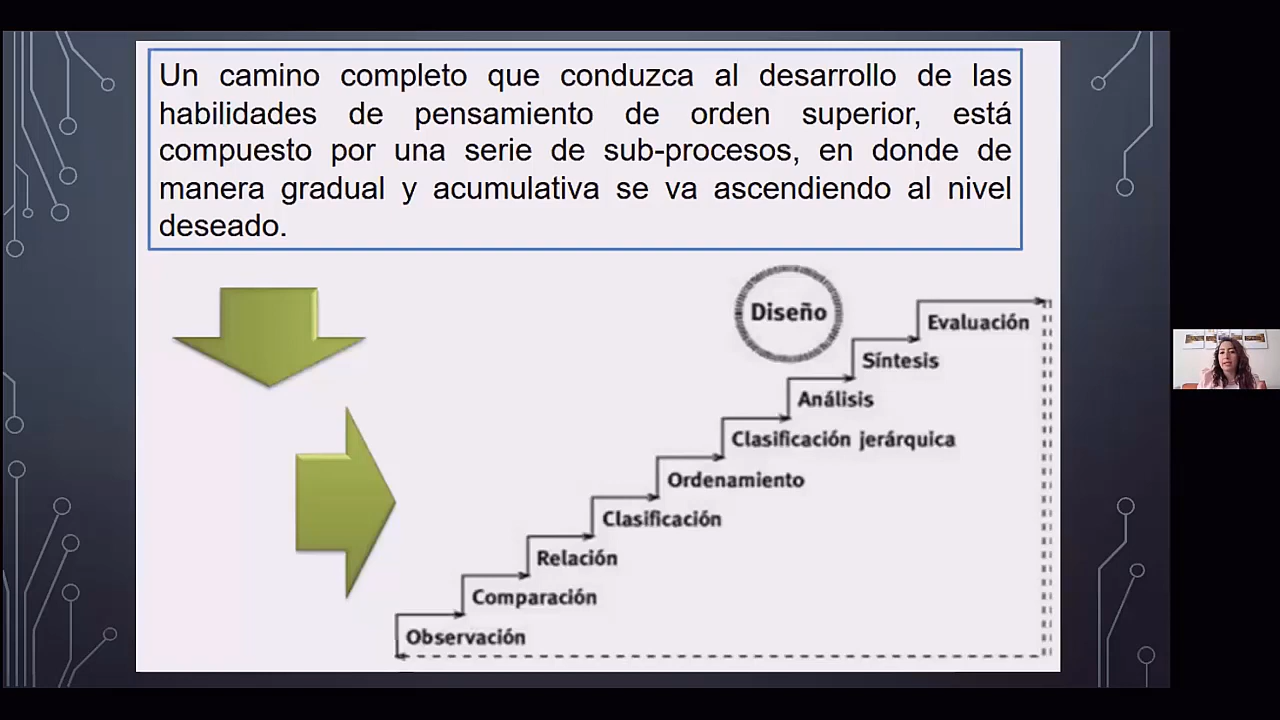 Un camino completo que conduzca al desarrollo de las
habilidades de pensamiento de orden superior, está
compuesto por una serie de sub-procesos, en donde de
manera gradual y acumulativa se va ascendiendo al nivel
deseado.
Diseño
Evaluación
Síntesis
Análisis
Clasificación jerárquica
Ordenamiento
Clasificación
Relación
Comparación
Observación